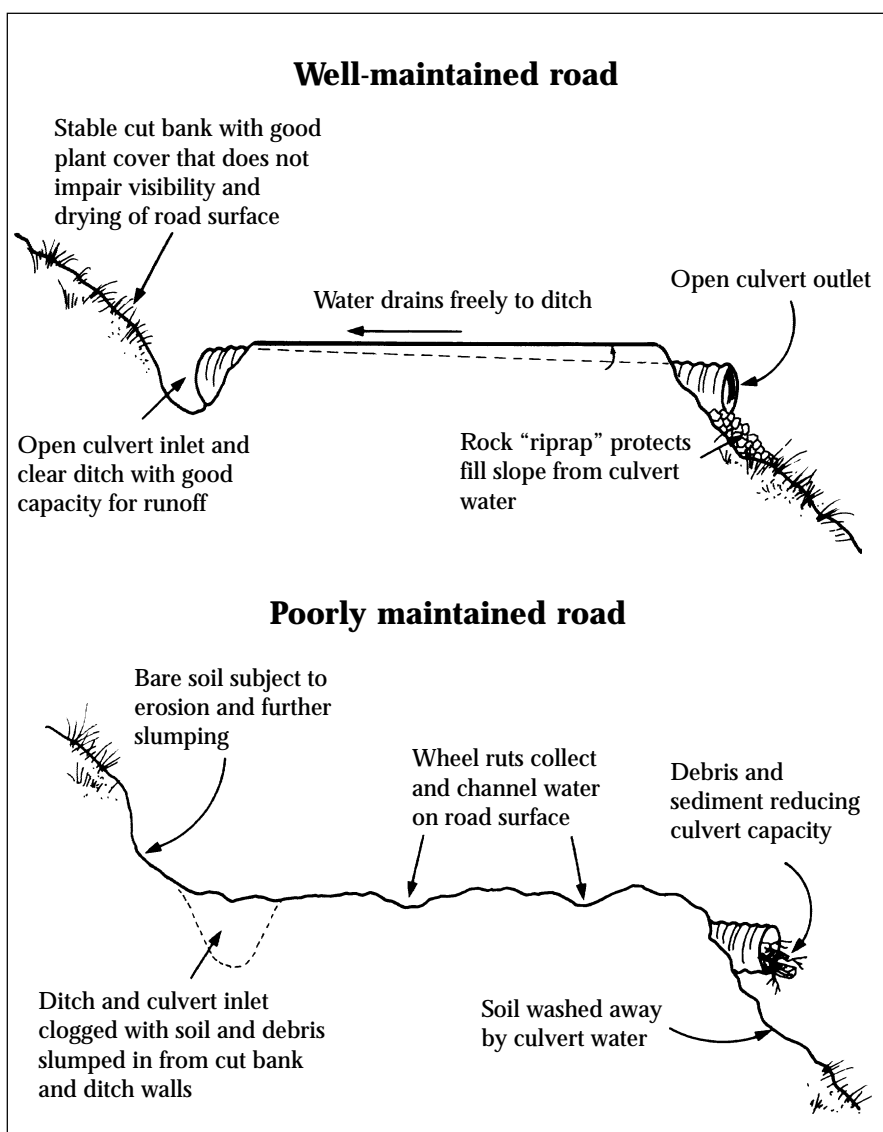 Well-maintained road
Stable cut bank with good
plant cover that does not
impair visibility and
drying of road surface
Water drains freely to ditch
Open culvert outlet
Open culvert inlet and
clear ditch with good
capacity for runoff
Rock “riprap” protects
fill slope from culvert
water
Poorly maintained road
Bare soil subject to
erosion and further
slumping
Wheel ruts collect
and channel water
on road surface
Debris and
sediment reducing
culvert capacity
Ditch and culvert inlet
clogged with soil and debris
slumped in from cut bank
and ditch walls
Soil washed away
by culvert water